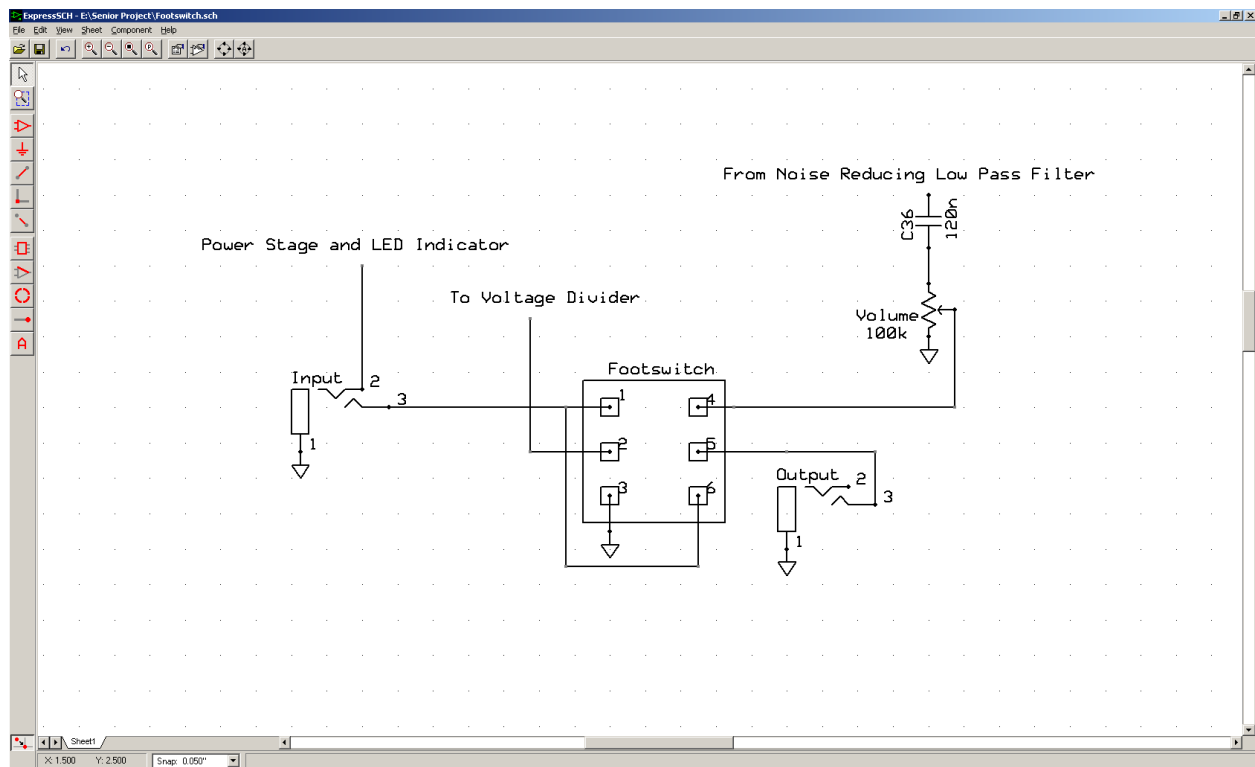 ExpressSCH - E:\Senior Project\Footswitch.sch
File Edit View Sheet Component Help
From Noise Reducing Low Pass Filter
C36
120n
Power Stage and LED Indicator
To Voltage Divider
Volume
100k
Footswitch
Input
2
3
1
1
4
2
5
3
6
Output
2
3
1
Sheet1
X: 1.500 Y: 2.500 Snap: 0.050"